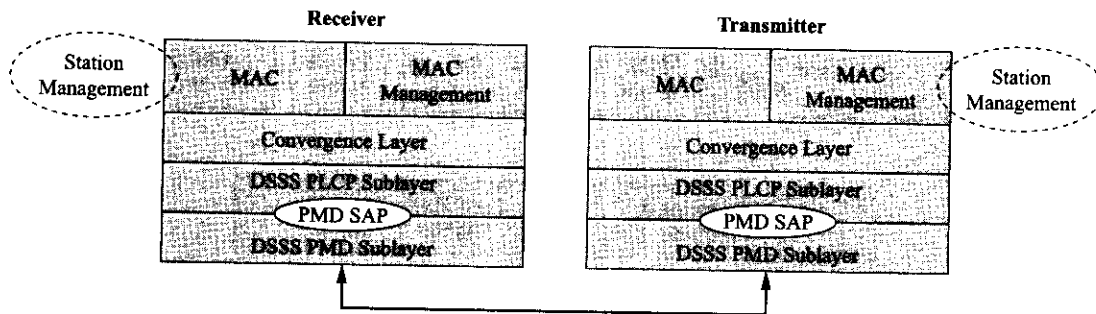 Receiver
Station
Management
MAC
MAC
Management
Convergence Layer
DSSS PLCP Sublayer
PMD SAP
DSSS PMD Sublayer
Transmitter
MAC
MAC
Management
Station
Management
Convergence Layer
DSSS PLCP Sublayer
PMD SAP
DSSS PMD Sublayer